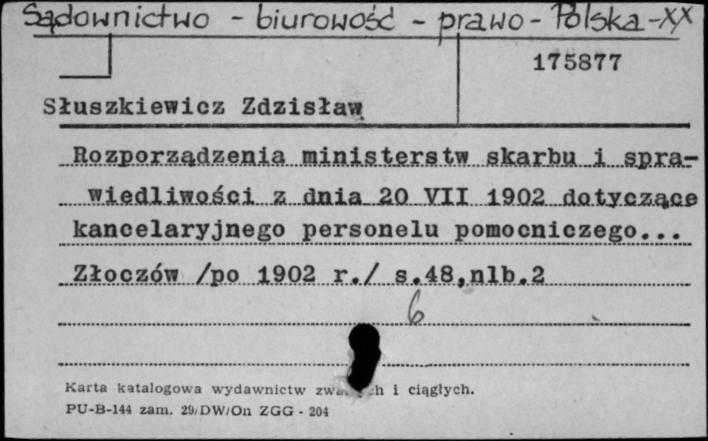 Sądownictwo - biurowość - prawo - Polska - XX
175877
Słuszkiewicz Zdzisław
Rozporządzenia ministerstw skarbu i spra-
wiedliwości z dnia 20 VII 1902 dotyczące
kancelaryjnego personelu pomocniczego...
Złoczów /po 1902 r./ s.48,nlb.2
6
Karta katalogowa wydawnictw i ciągłych.
PU-B-144 zam. 29/DW/On ZGG - 204